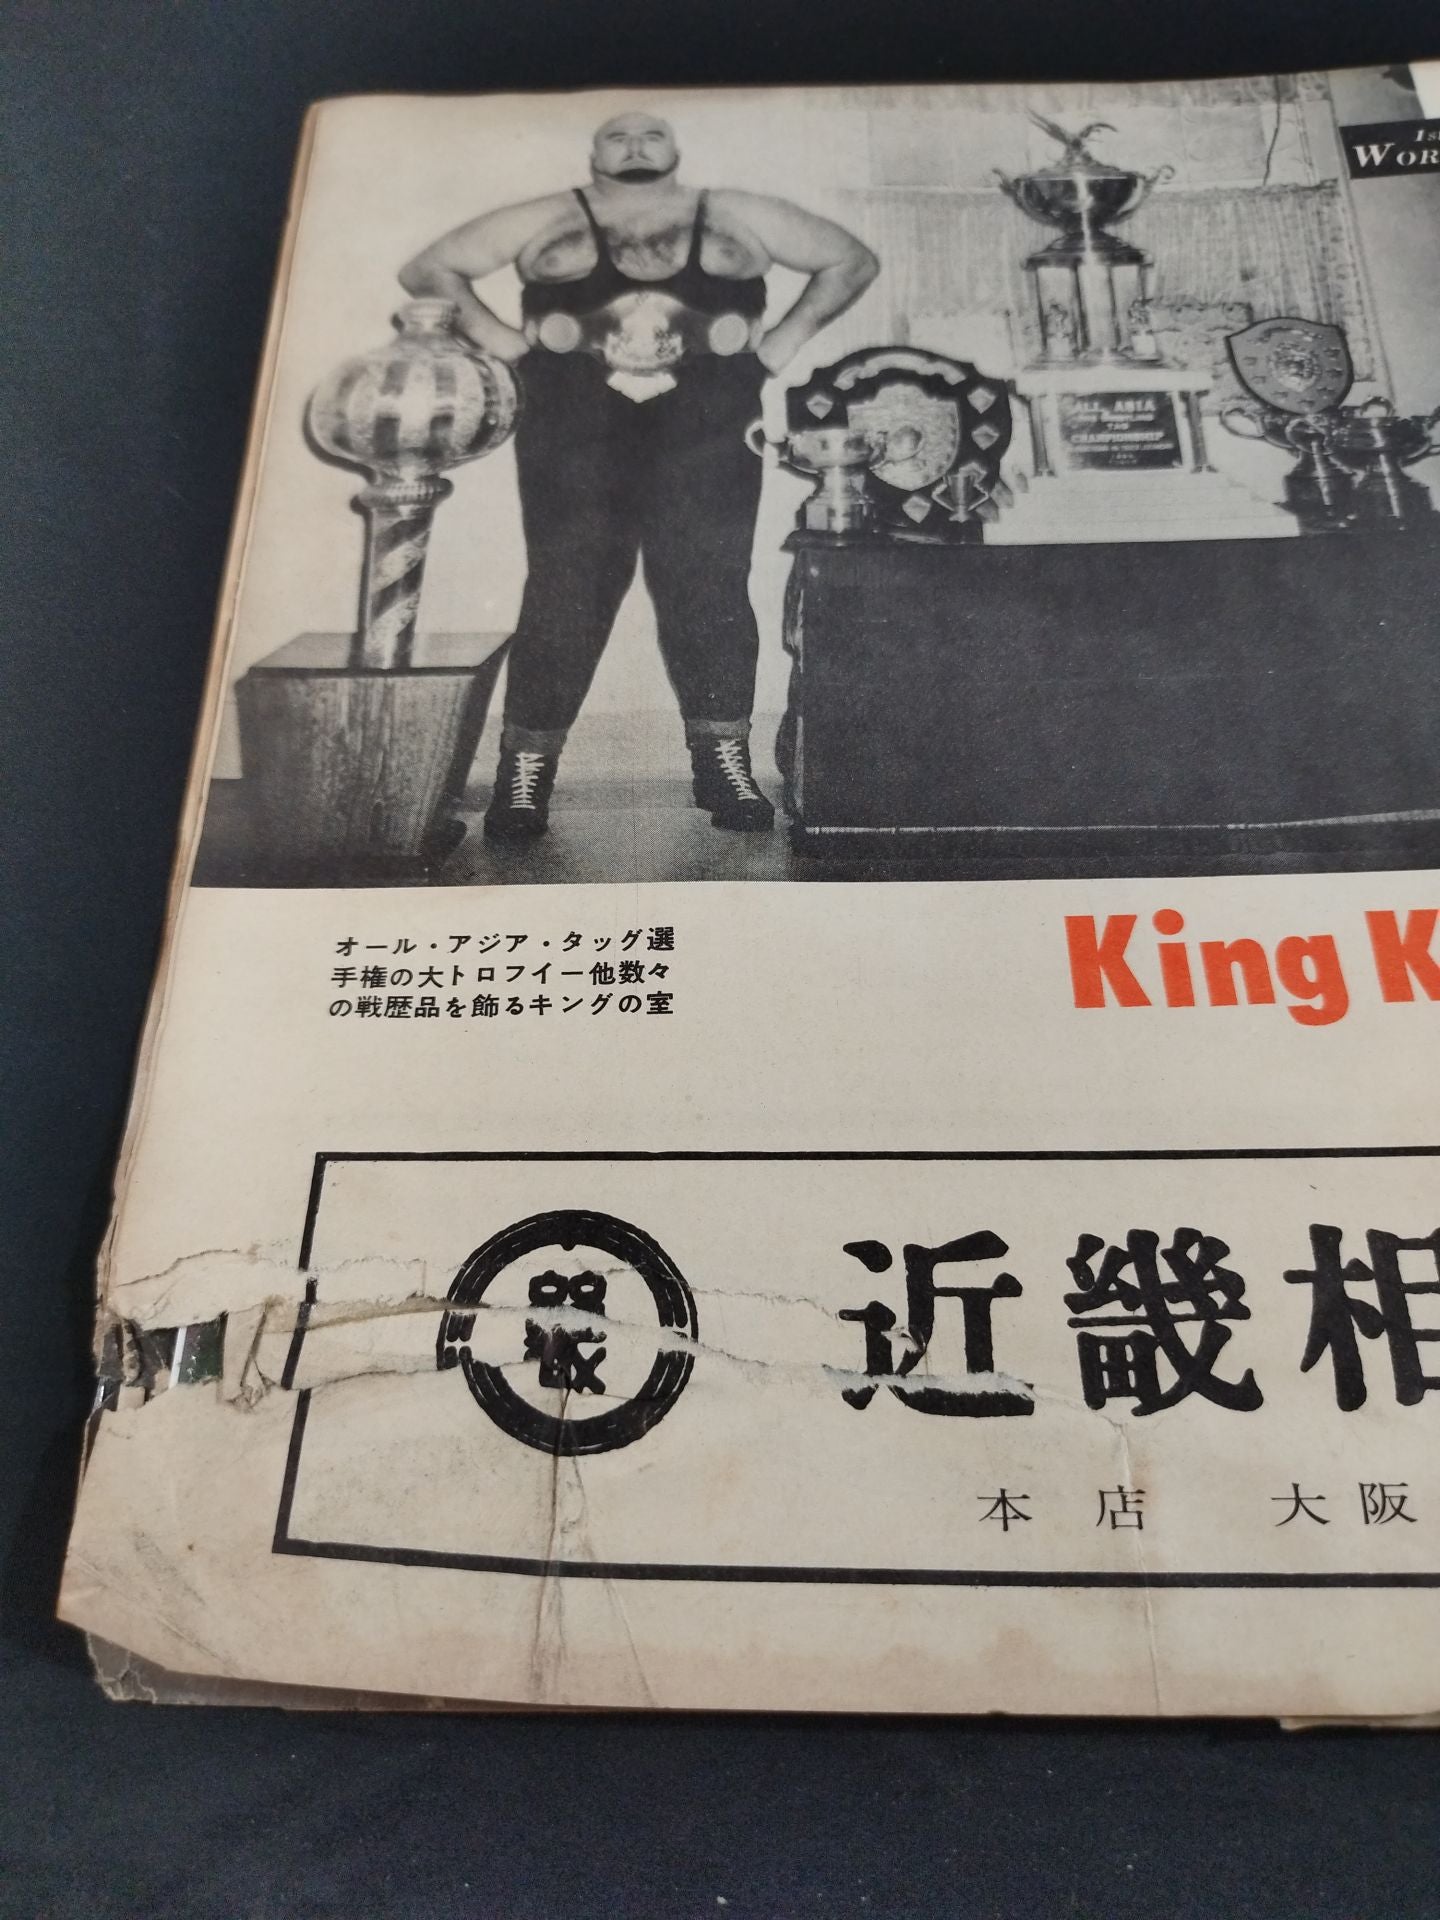 1st
WOR
ALL ASIA
TAG
CHAMPIONSHIP
オール・アジア・タッグ選
手権の大トロフイー他数々
の戦歴品を飾るキングの室
King K
近畿相
本店 大阪